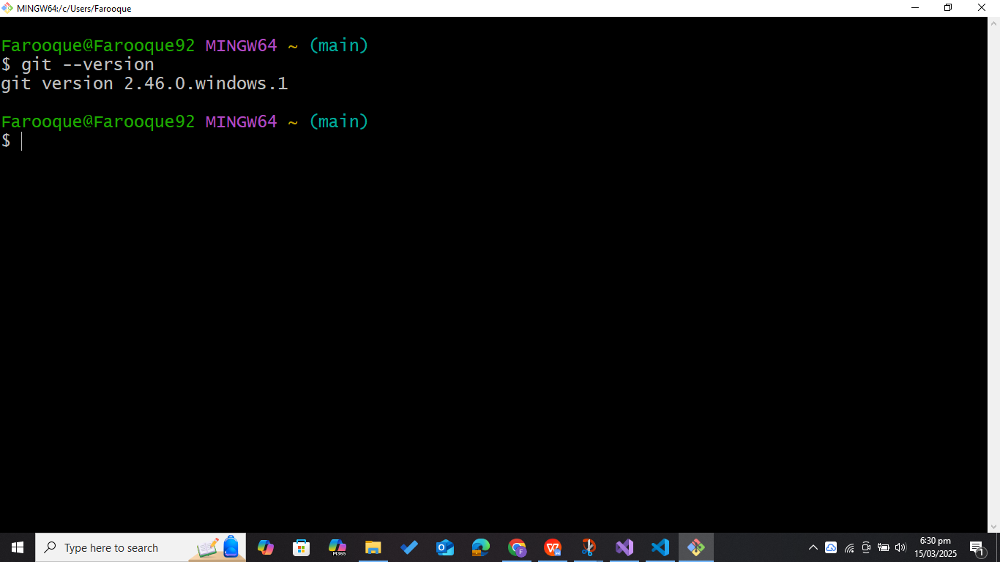 MINGW64:/c/Users/Farooque
Farooque@Farooque92 MINGW64 ~ (main)
$ git --version
git version 2.46.0.windows.1
Farooque@Farooque92 MINGW64 ~ (main)
$
Type here to search
M365
F
W
6:30 pm
15/03/2025
1